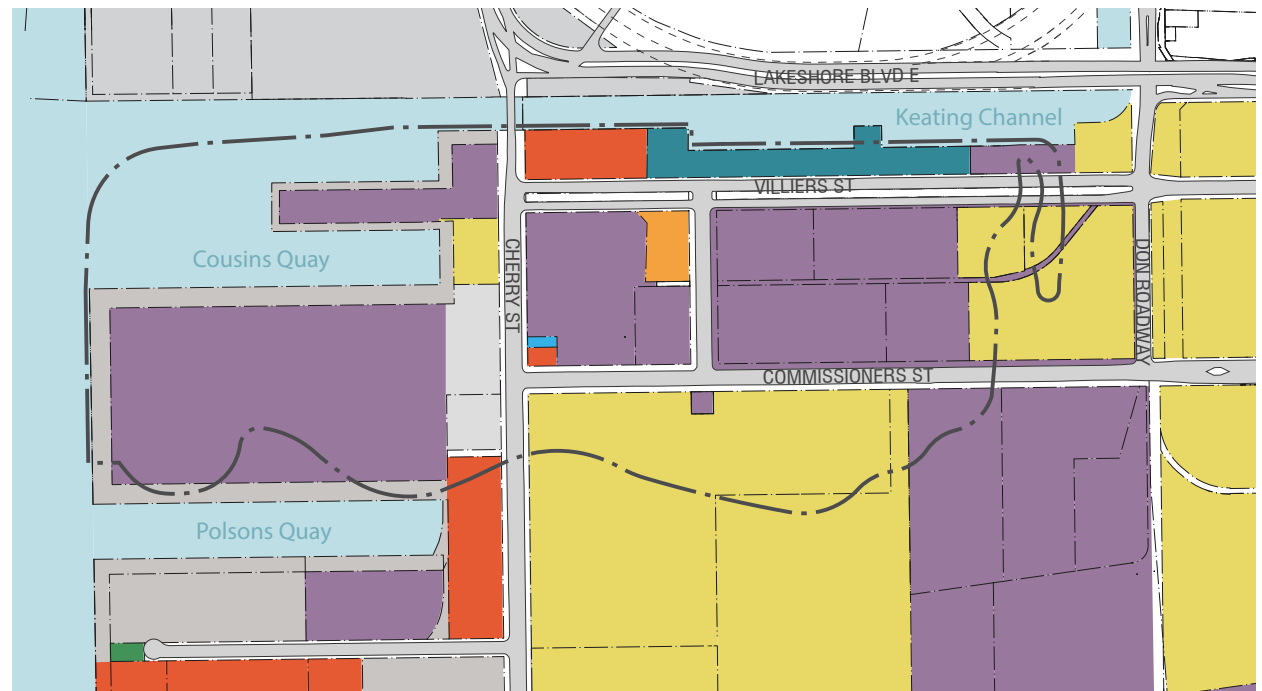 LAKESHORE BLVD E
Keating Channel
VILLIERS ST
Cousins Quay
CHERRY ST
DON ROADWAY
COMMISSIONERS ST
Polsons Quay